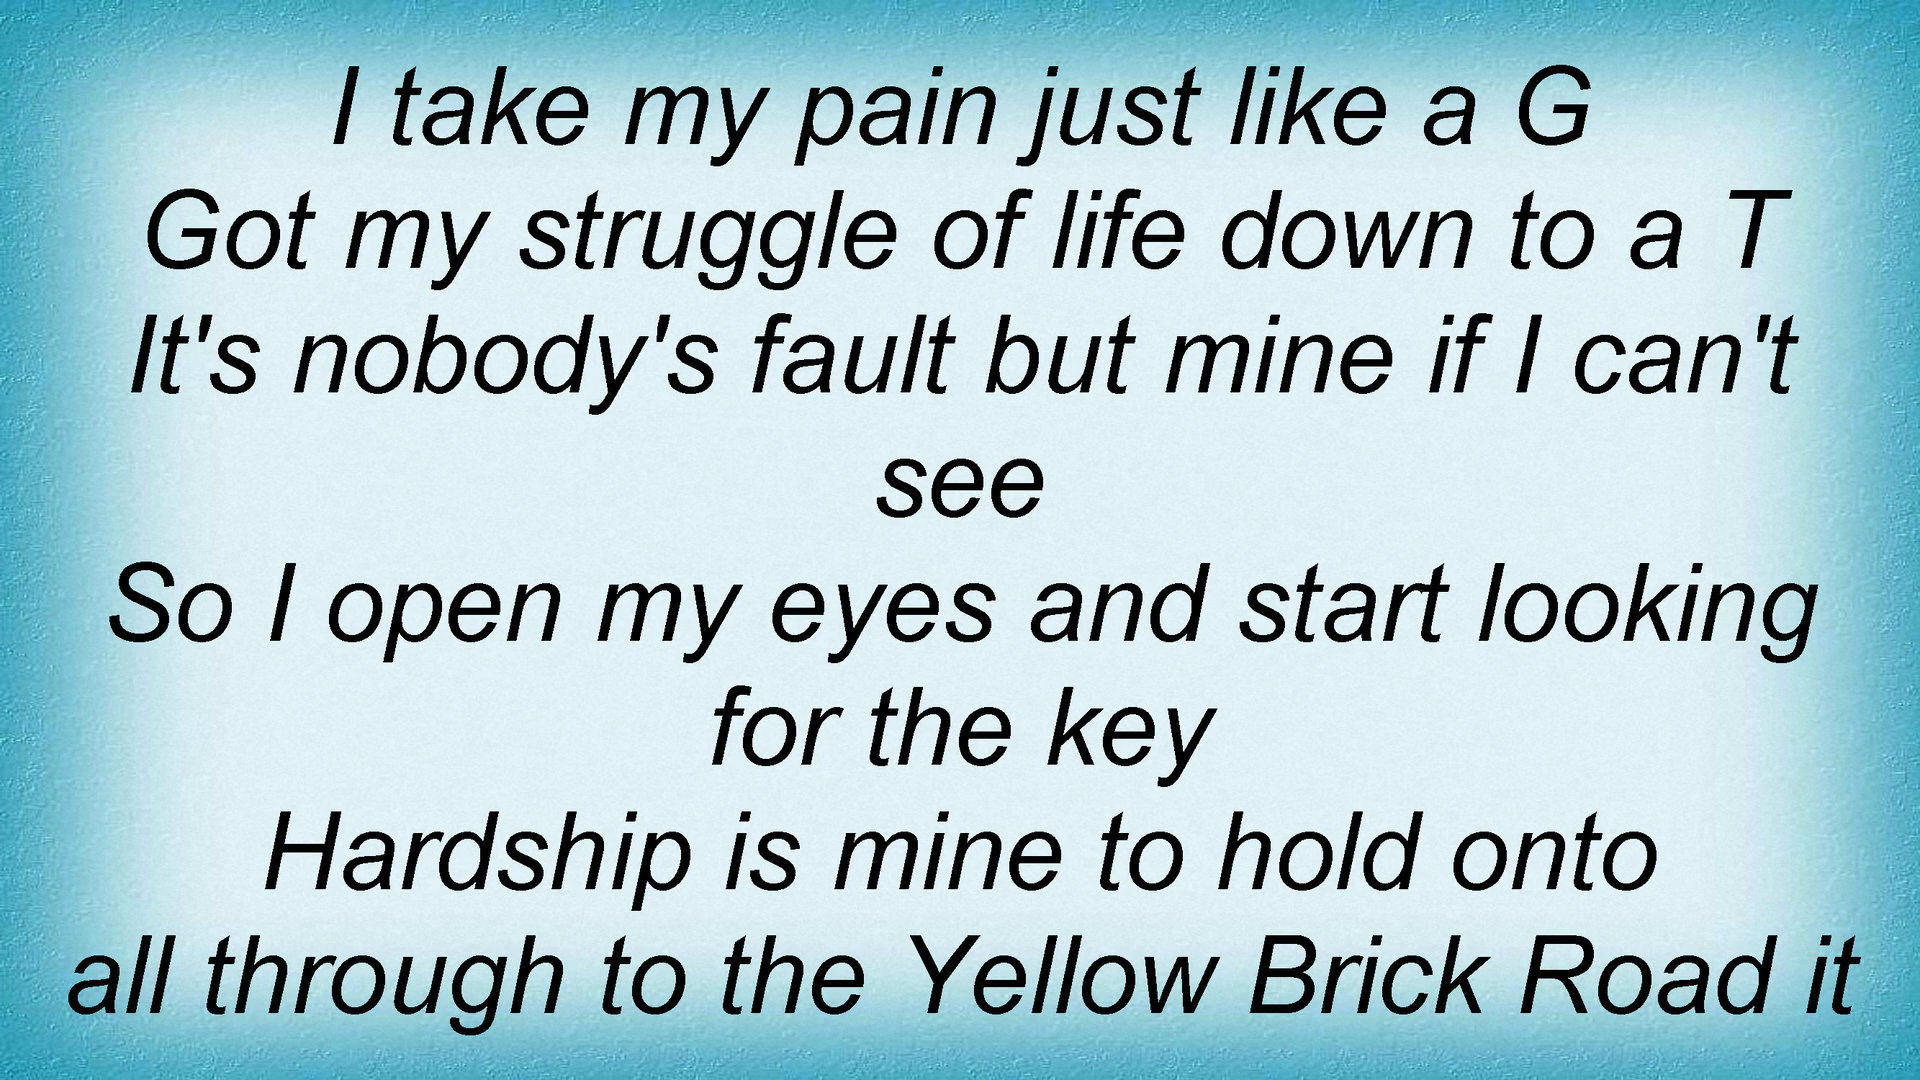 I take my pain just like a G
Got my struggle of life down to a T
It's nobody's fault but mine if I can't
see
So I open my eyes and start looking
for the key
Hardship is mine to hold onto
all through to the Yellow Brick Road it